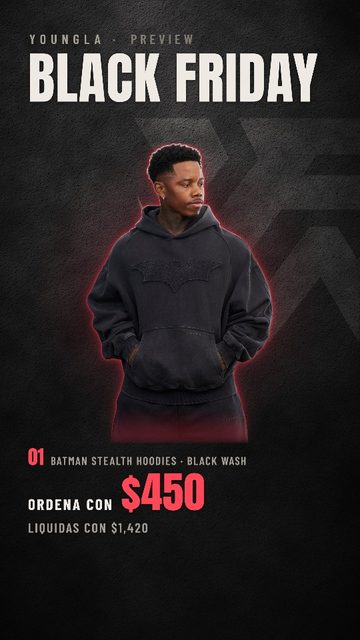 YOUNGLA · PREVIEW
BLACK FRIDAY
01 BATMAN STEALTH HOODIES · BLACK WASH
ORDENA CON $450
LIQUIDAS CON $1,420